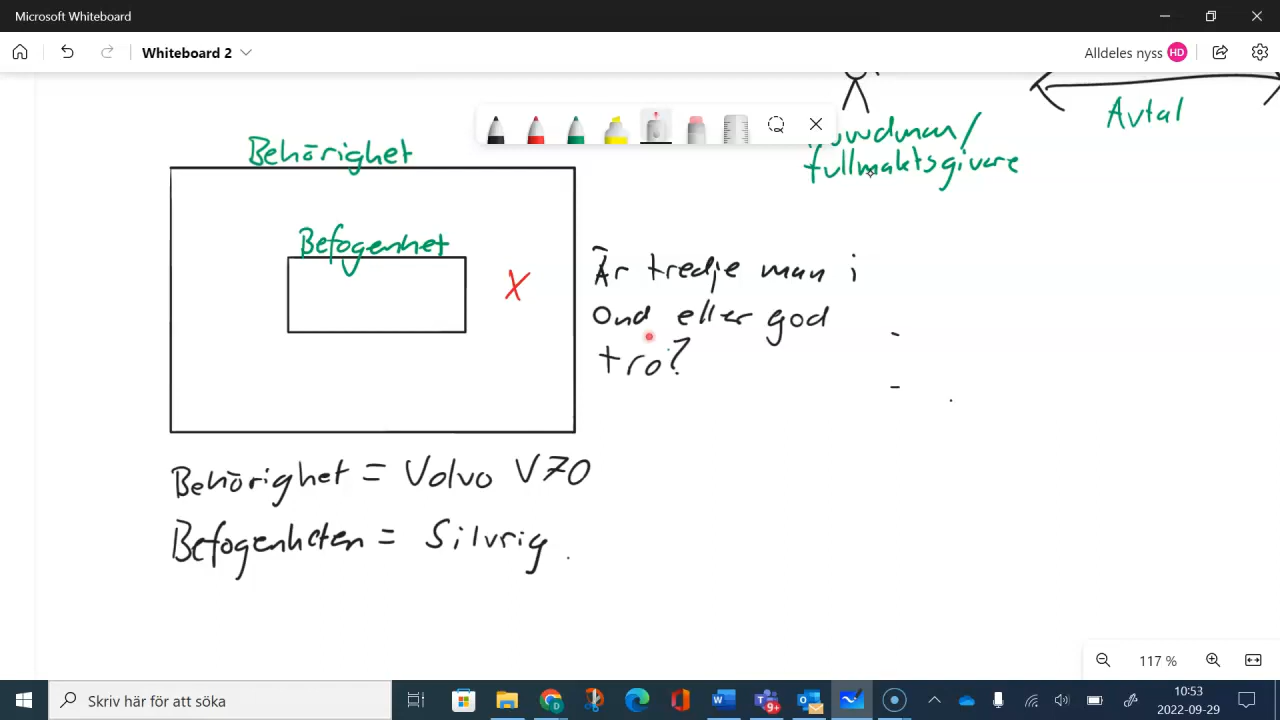 Microsoft Whiteboard
Whiteboard 2
Alldeles nyss HD
Avtal
fullmaktsgivare
Behörighet
Befogenhet
X
Är tredje man i
Ond eller god
tro?
Behörighet = Volvo V70
Befogenheten = Silvrig
117 %
Skriv här för att söka
9+
10:53
2022-09-29